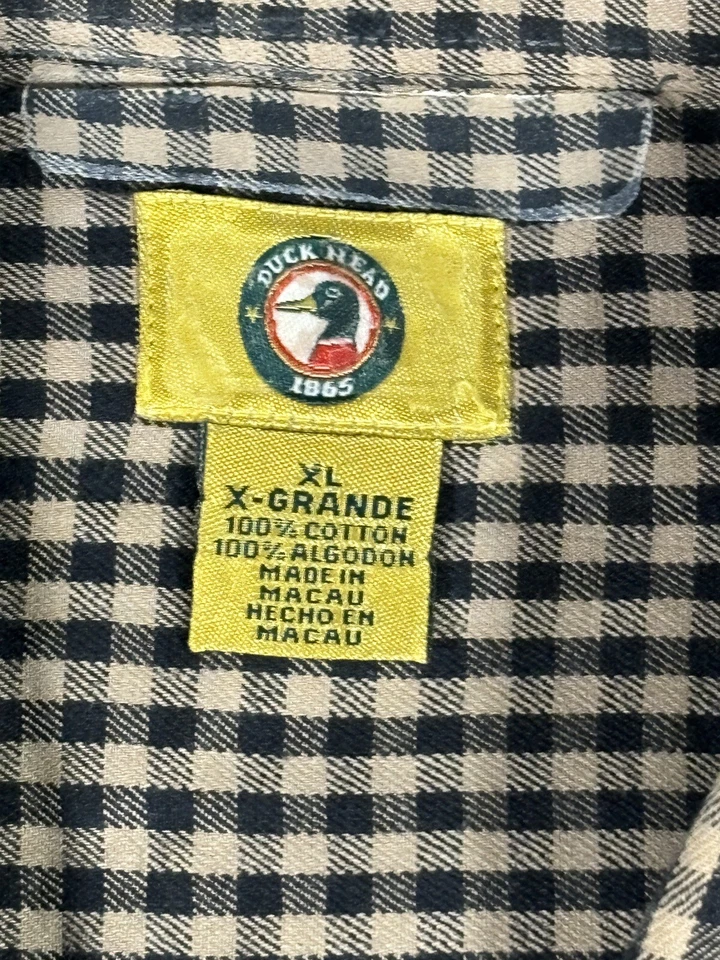 DUCK HEAD
1865
XL
X-GRANDE
100% COTTON
100% ALGODON
MADE IN
MACAU
HECHO EN
MACAU